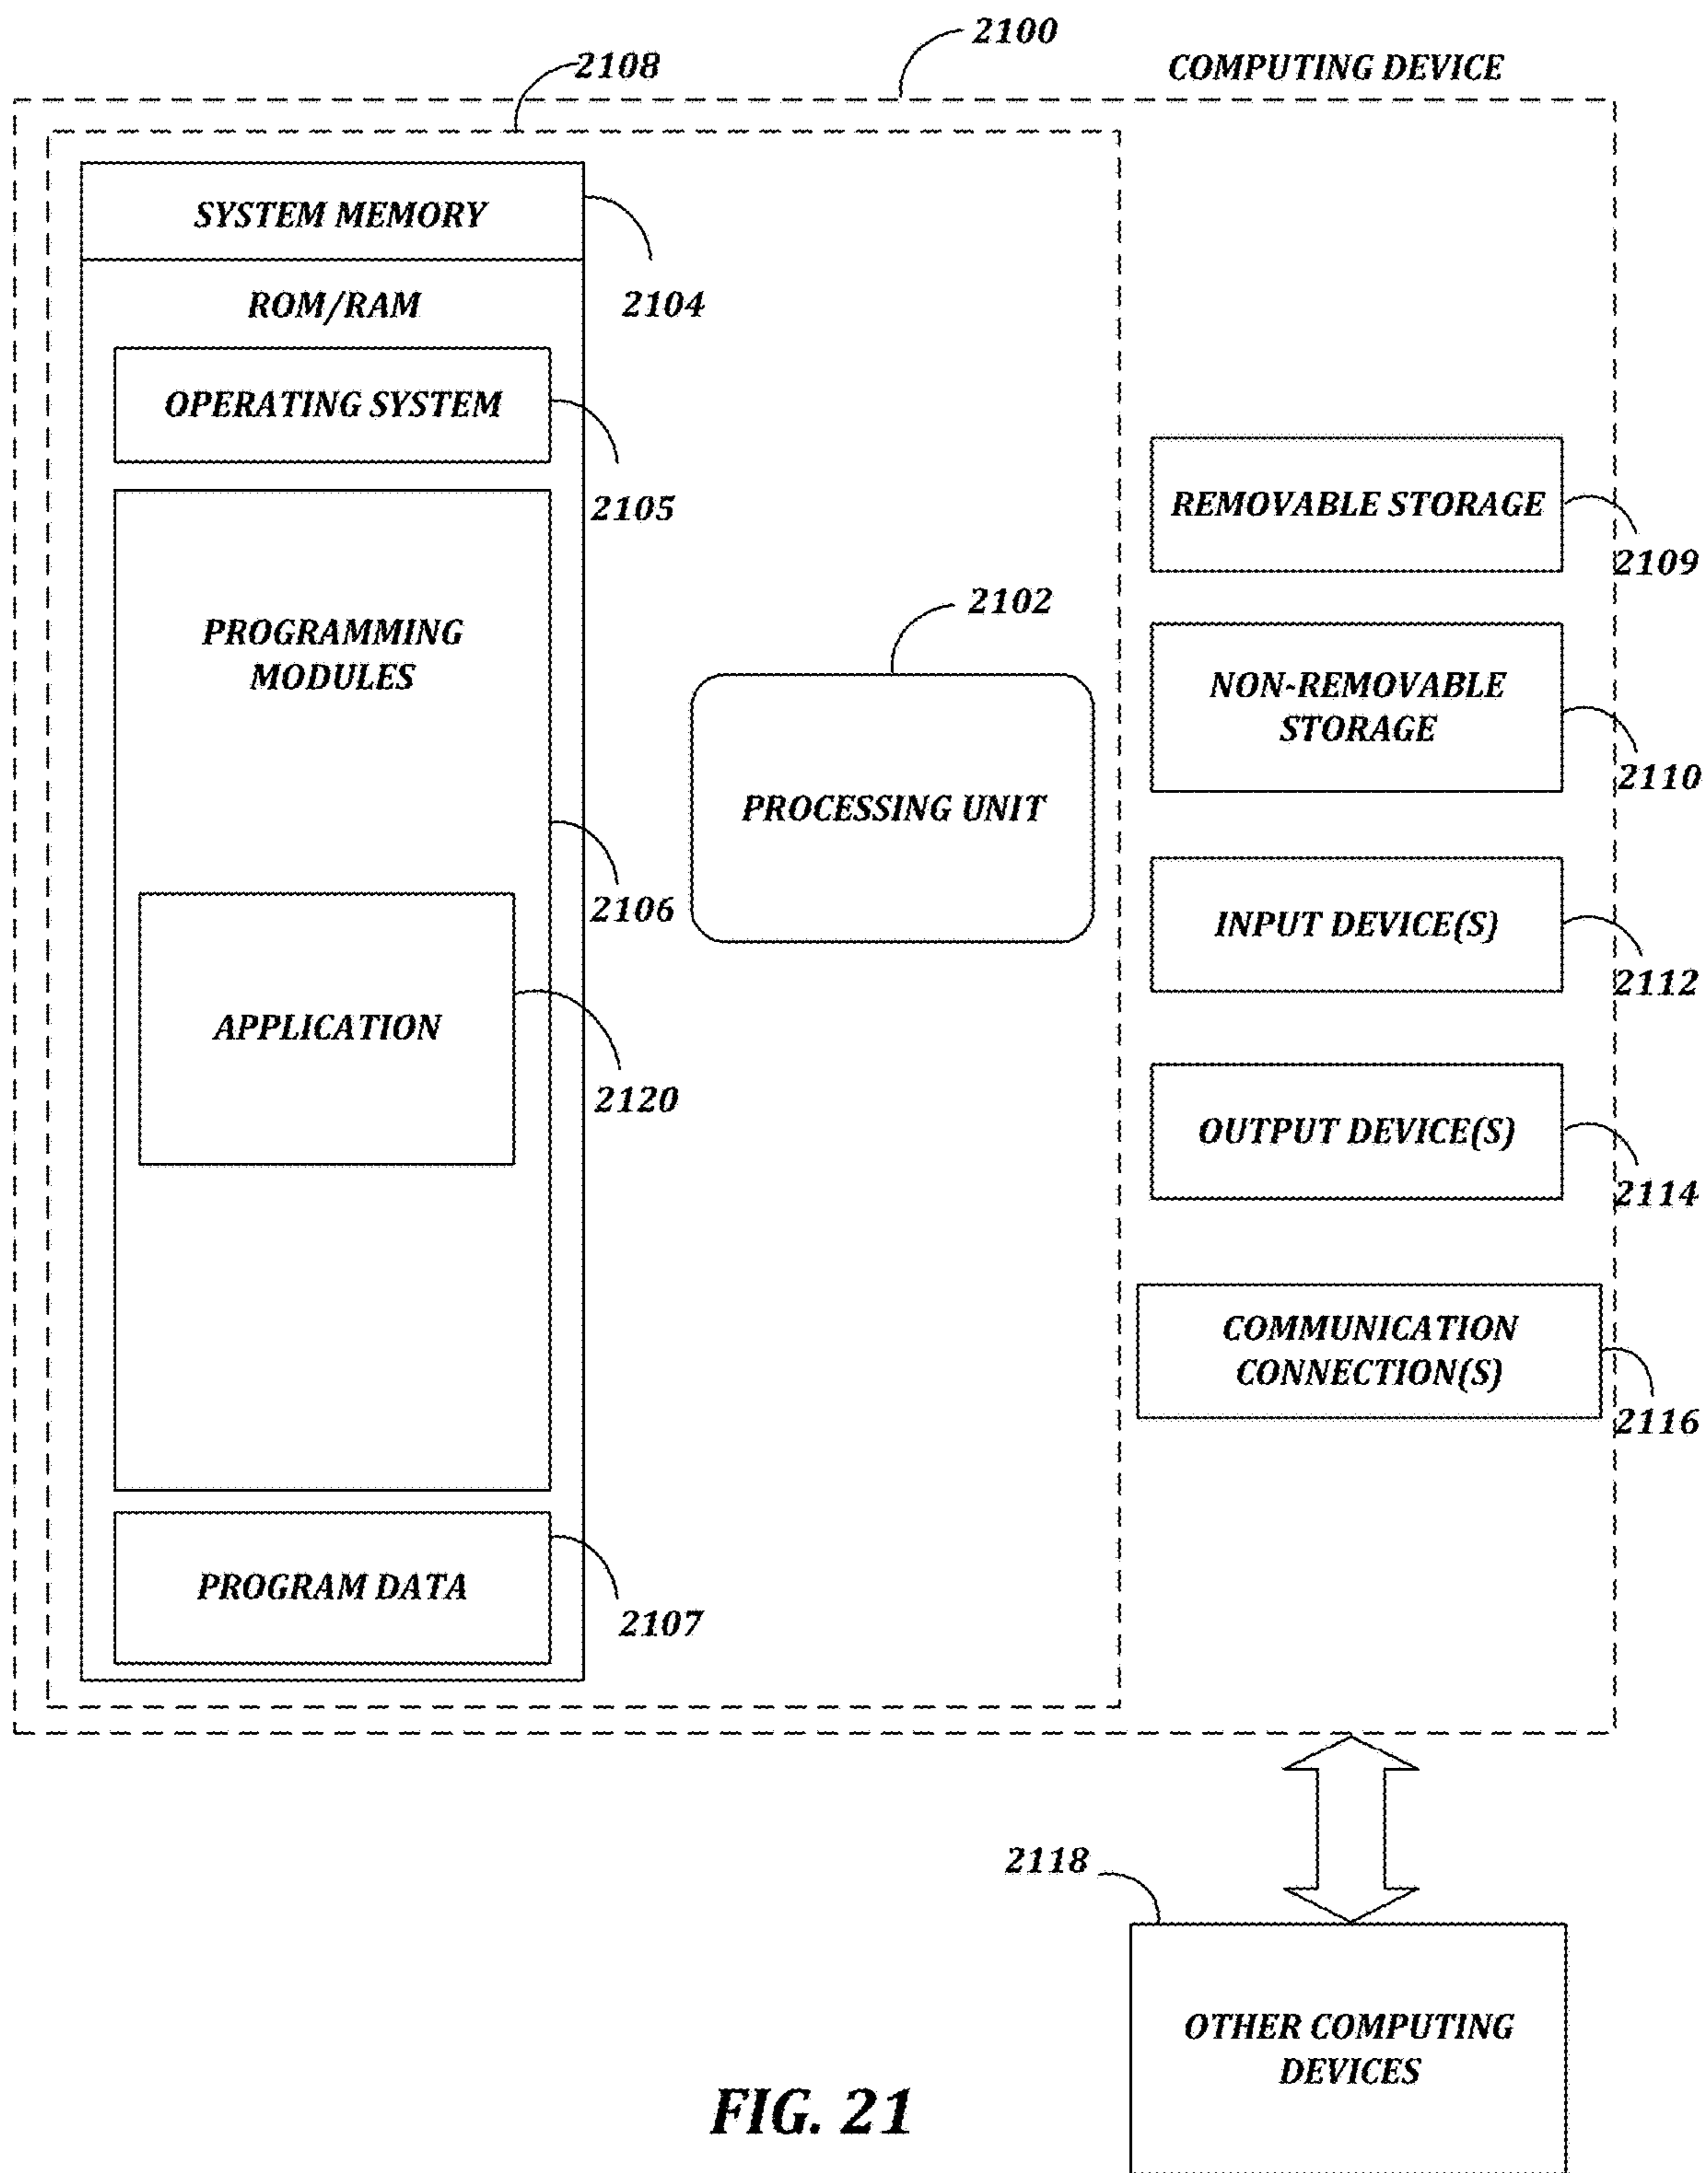 2100
2108
COMPUTING DEVICE
SYSTEM MEMORY
2104
ROM/RAM
OPERATING SYSTEM
2105
PROGRAMMING
MODULES
2106
APPLICATION
2120
PROGRAM DATA
2107
2102
PROCESSING UNIT
REMOVABLE STORAGE
2109
NON-REMOVABLE
STORAGE
2110
INPUT DEVICE(S)
2112
OUTPUT DEVICE(S)
2114
COMMUNICATION
CONNECTION(S)
2116
2118
OTHER COMPUTING
DEVICES
FIG. 21